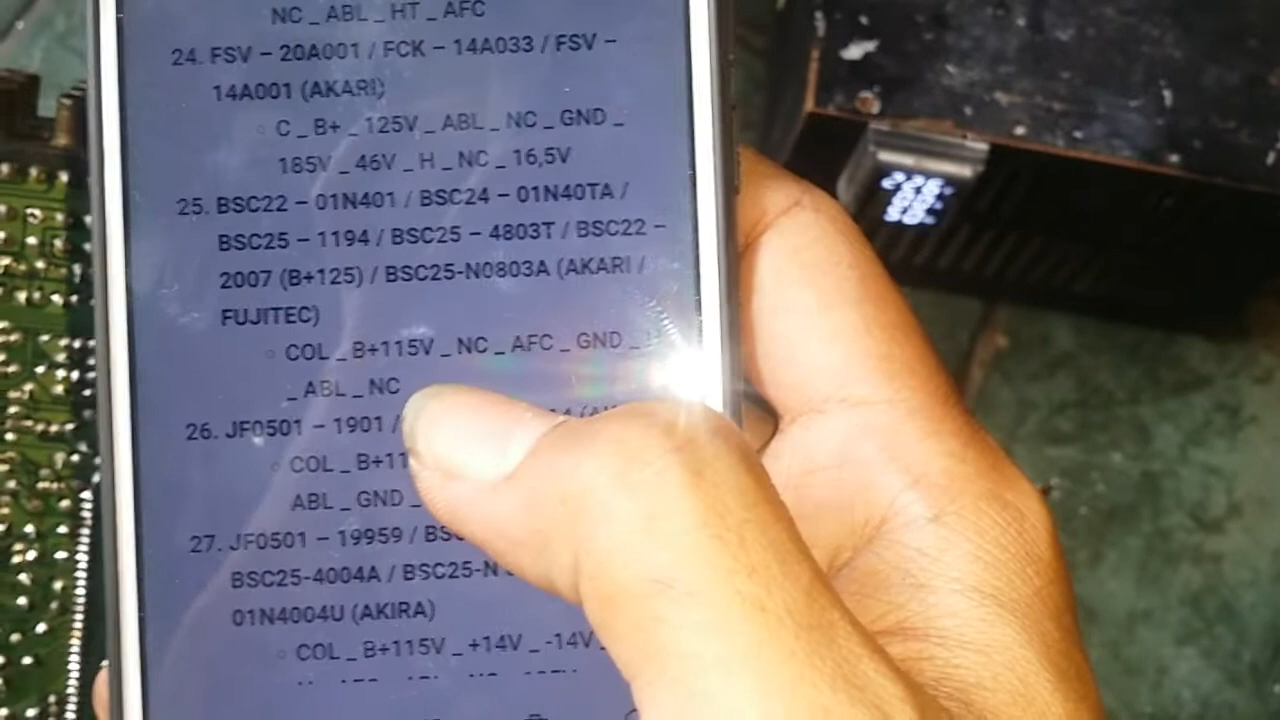 NC _ ABL _ HT _ AFC
24. FSV – 20A001 / FCK – 14A033 / FSV –
14A001 (AKARI)
C _ B+ _ 125V _ ABL _ NC _ GND _
185V _ 46V _ H _ NC _ 16,5V
25. BSC22 – 01N401 / BSC24 – 01N40TA /
BSC25 – 1194 / BSC25 – 4803T / BSC22 –
2007 (B+125) / BSC25-N0803A (AKARI /
FUJITEC)
COL _ B+115V _ NC _ AFC _ GND _
_ ABL _ NC
26. JF0501 – 1901 /
COL _ B+11
ABL _ GND _
27. JF0501 – 19959 /
BSC25-4004A / BSC25-N
01N4004U (AKIRA)
COL _ B+115V _ +14V _ -14V _